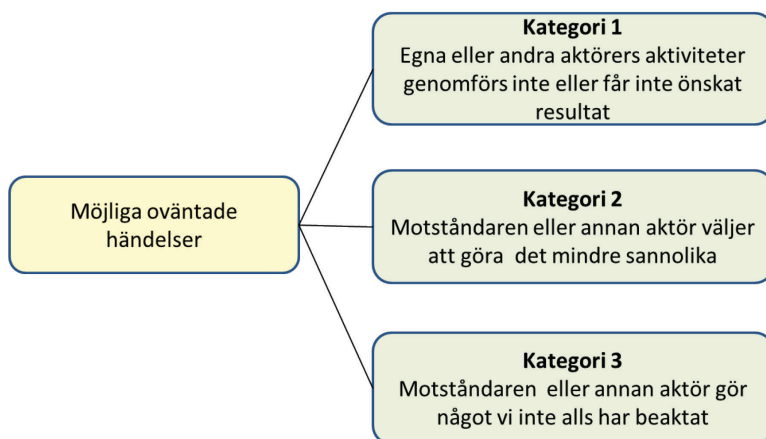 Kategori 1
Egna eller andra aktörers aktiviteter
genomförs inte eller får inte önskat
resultat
Möjliga oväntade
händelser
Kategori 2
Motståndaren eller annan aktör väljer
att göra  det mindre sannolika
Kategori 3
Motståndaren  eller annan aktör gör
något vi inte alls har beaktat